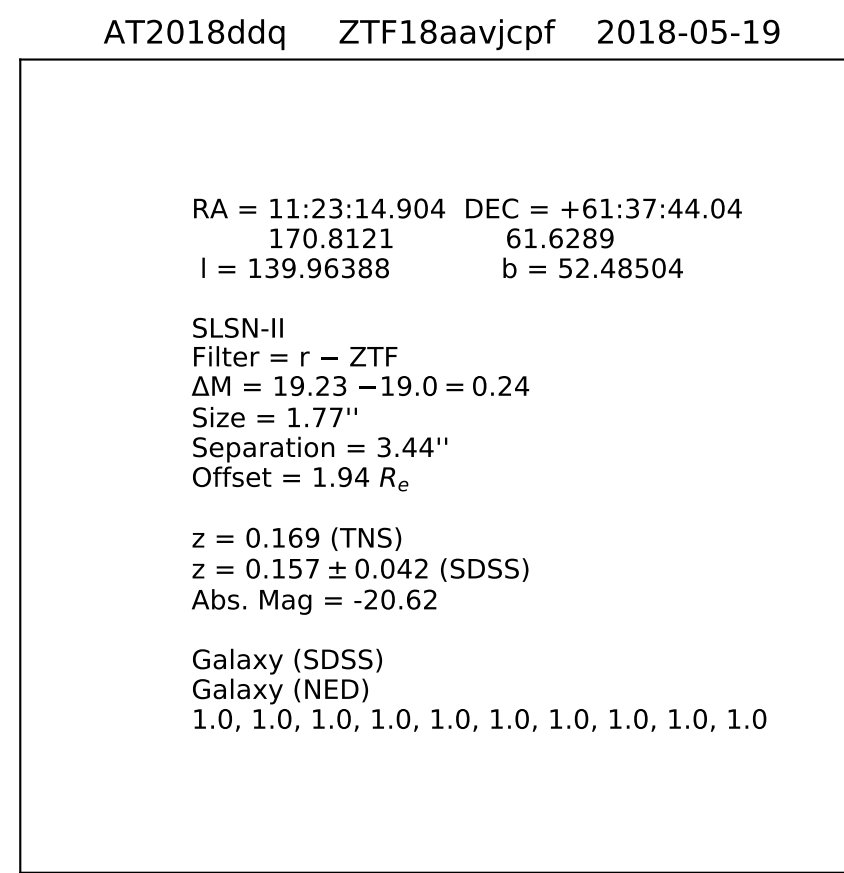 AT2018ddq ZTF18aavjcpf 2018-05-19
RA = 11:23:14.904 DEC = +61:37:44.04
170.8121 61.6289
l = 139.96388 b = 52.48504
SLSN-II
Filter = r − ZTF
ΔM = 19.23 −19.0 = 0.24
Size = 1.77''
Separation = 3.44''
Offset = 1.94 Rₑ
z = 0.169 (TNS)
z = 0.157 ± 0.042 (SDSS)
Abs. Mag = -20.62
Galaxy (SDSS)
Galaxy (NED)
1.0, 1.0, 1.0, 1.0, 1.0, 1.0, 1.0, 1.0, 1.0, 1.0